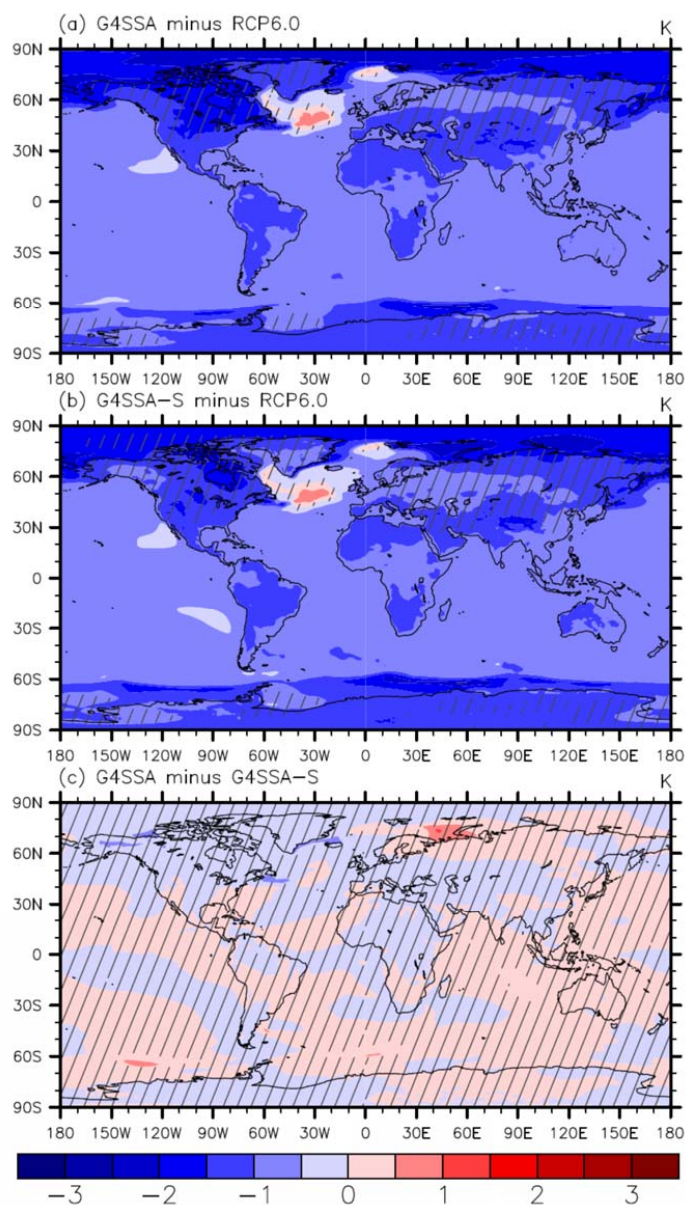 (a) G4SSA minus RCP6.0 K
90N
60N
30N
0
30S
60S
90S
180 150W 120W 90W 60W 30W 0 30E 60E 90E 120E 150E 180
(b) G4SSA-S minus RCP6.0 K
90N
60N
30N
0
30S
60S
90S
180 150W 120W 90W 60W 30W 0 30E 60E 90E 120E 150E 180
(c) G4SSA minus G4SSA-S K
90N
60N
30N
0
30S
60S
90S
180 150W 120W 90W 60W 30W 0 30E 60E 90E 120E 150E 180
-3 -2 -1 0 1 2 3